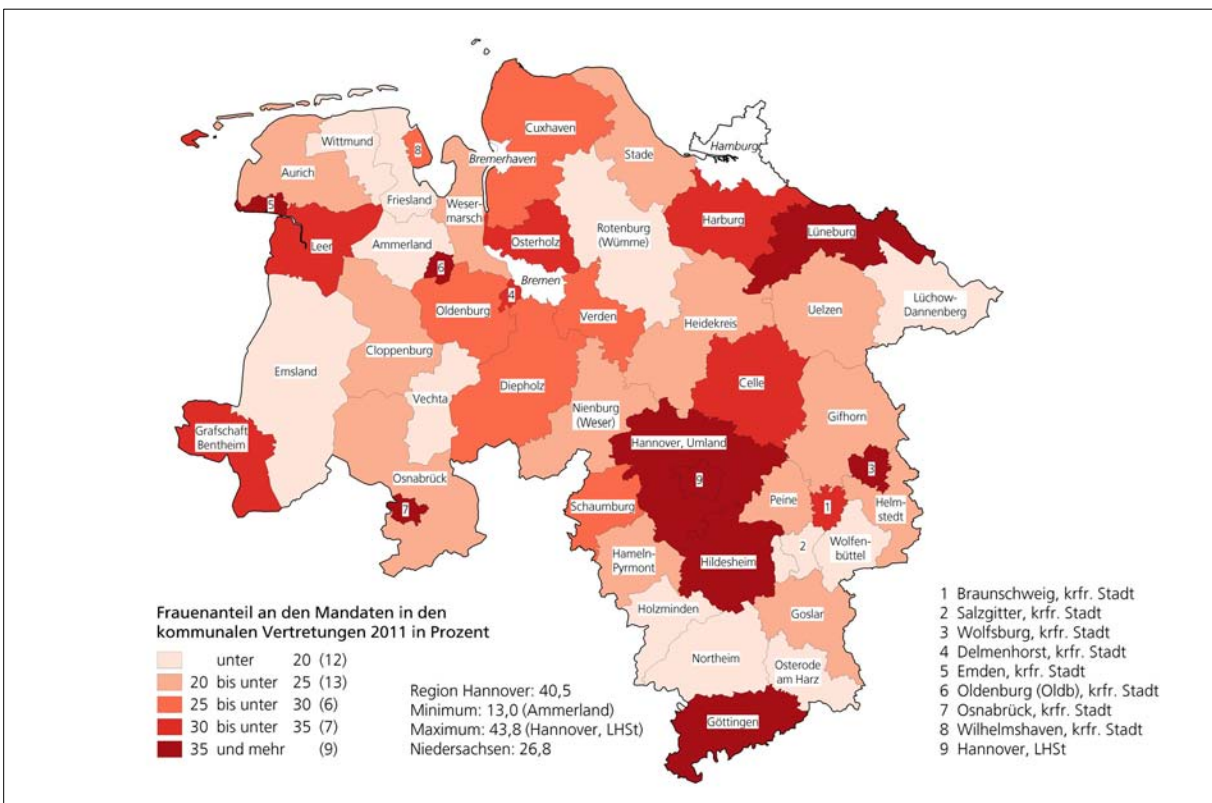 Cuxhaven
Wittmund
8
Bremerhaven
Stade
Hamburg
Aurich
Friesland
Weser-
marsch
5
Rotenburg
(Wümme)
Harburg
Lüneburg
Leer
Ammerland
Osterholz
6
Bremen
4
Lüchow-
Dannenberg
Oldenburg
Verden
Heidekreis
Uelzen
Cloppenburg
Emsland
Vechta
Diepholz
Celle
Nienburg
(Weser)
Gifhorn
Grafschaft
Bentheim
Hannover, Umland
3
Osnabrück
9
Peine
1
Helm-
stedt
7
Schaumburg
2
Wolfen-
büttel
Hameln-
Pyrmont
Hildesheim
Holzminden
Goslar
Northeim
Osterode
am Harz
Göttingen
Frauenanteil an den Mandaten in den
kommunalen Vertretungen 2011 in Prozent
unter 20 (12)
20 bis unter 25 (13)
25 bis unter 30 (6)
30 bis unter 35 (7)
35 und mehr (9)
Region Hannover: 40,5
Minimum: 13,0 (Ammerland)
Maximum: 43,8 (Hannover, LHSt)
Niedersachsen: 26,8
1 Braunschweig, krfr. Stadt
2 Salzgitter, krfr. Stadt
3 Wolfsburg, krfr. Stadt
4 Delmenhorst, krfr. Stadt
5 Emden, krfr. Stadt
6 Oldenburg (Oldb), krfr. Stadt
7 Osnabrück, krfr. Stadt
8 Wilhelmshaven, krfr. Stadt
9 Hannover, LHSt